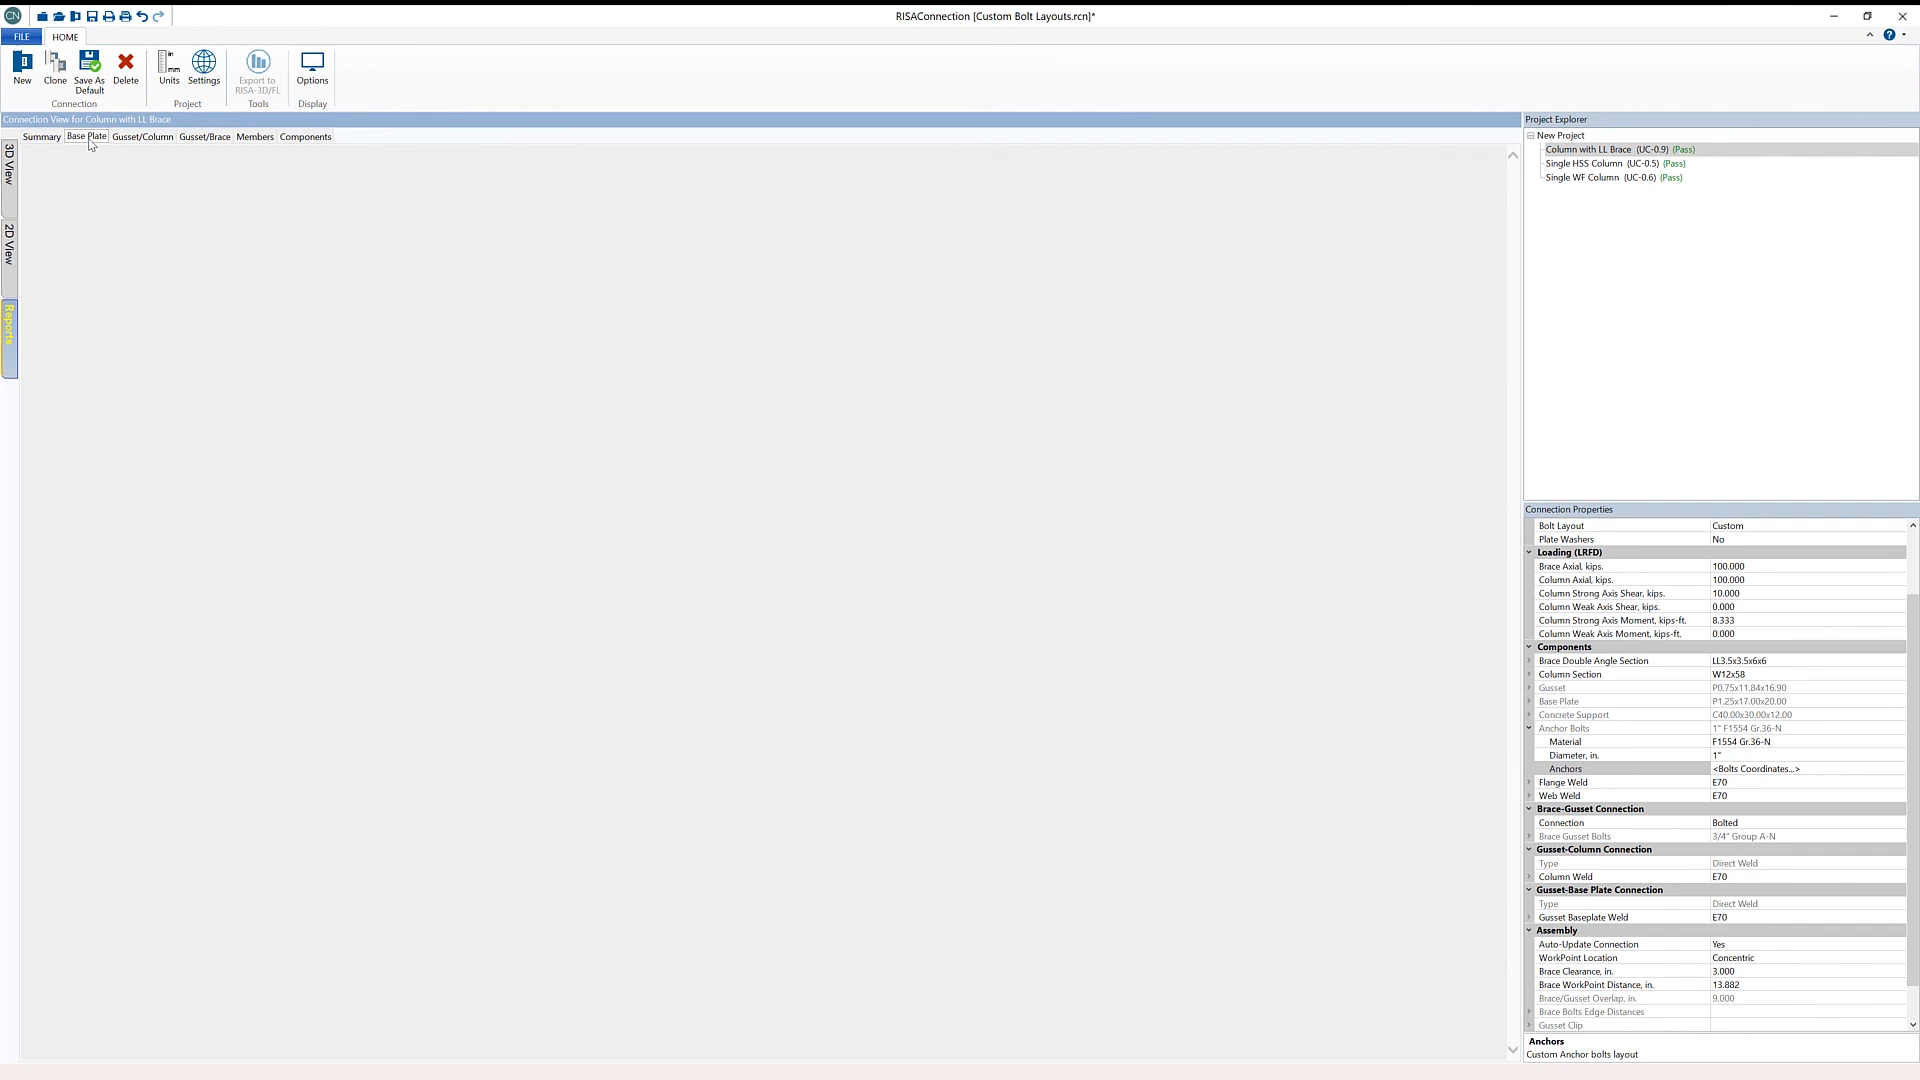 CN
RISAConnection [Custom Bolt Layouts.rcn]*
FILE HOME
New Clone Save As Default Delete Units Settings Export to RISA-3D/FL Options
Connection Project Tools Display
Connection View for Column with LL Brace
Summary Base Plate Gusset/Column Gusset/Brace Members Components
3D View
2D View
Reports
Project Explorer
New Project
Column with LL Brace (UC-0.9) (Pass)
Single HSS Column (UC-0.5) (Pass)
Single WF Column (UC-0.6) (Pass)
Connection Properties
Bolt Layout Custom
Plate Washers No
Loading (LRFD)
Brace Axial, kips. 100.000
Column Axial, kips. 100.000
Column Strong Axis Shear, kips. 10.000
Column Weak Axis Shear, kips. 0.000
Column Strong Axis Moment, kips-ft. 8.333
Column Weak Axis Moment, kips-ft. 0.000
Components
Brace Double Angle Section LL3.5x3.5x6x6
Column Section W12x58
Gusset P0.75x11.84x16.90
Base Plate P1.25x17.00x20.00
Concrete Support C40.00x30.00x12.00
Anchor Bolts 1" F1554 Gr.36-N
Material F1554 Gr.36-N
Diameter, in. 1"
Anchors <Bolts Coordinates...>
Flange Weld E70
Web Weld E70
Brace-Gusset Connection
Connection Bolted
Brace Gusset Bolts 3/4" Group A-N
Gusset-Column Connection
Type Direct Weld
Column Weld E70
Gusset-Base Plate Connection
Type Direct Weld
Gusset Baseplate Weld E70
Assembly
Auto-Update Connection Yes
WorkPoint Location Concentric
Brace Clearance, in. 3.000
Brace WorkPoint Distance, in. 13.882
Brace/Gusset Overlap, in. 9.000
Brace Bolts Edge Distances
Gusset Clip
Anchors
Custom Anchor bolts layout